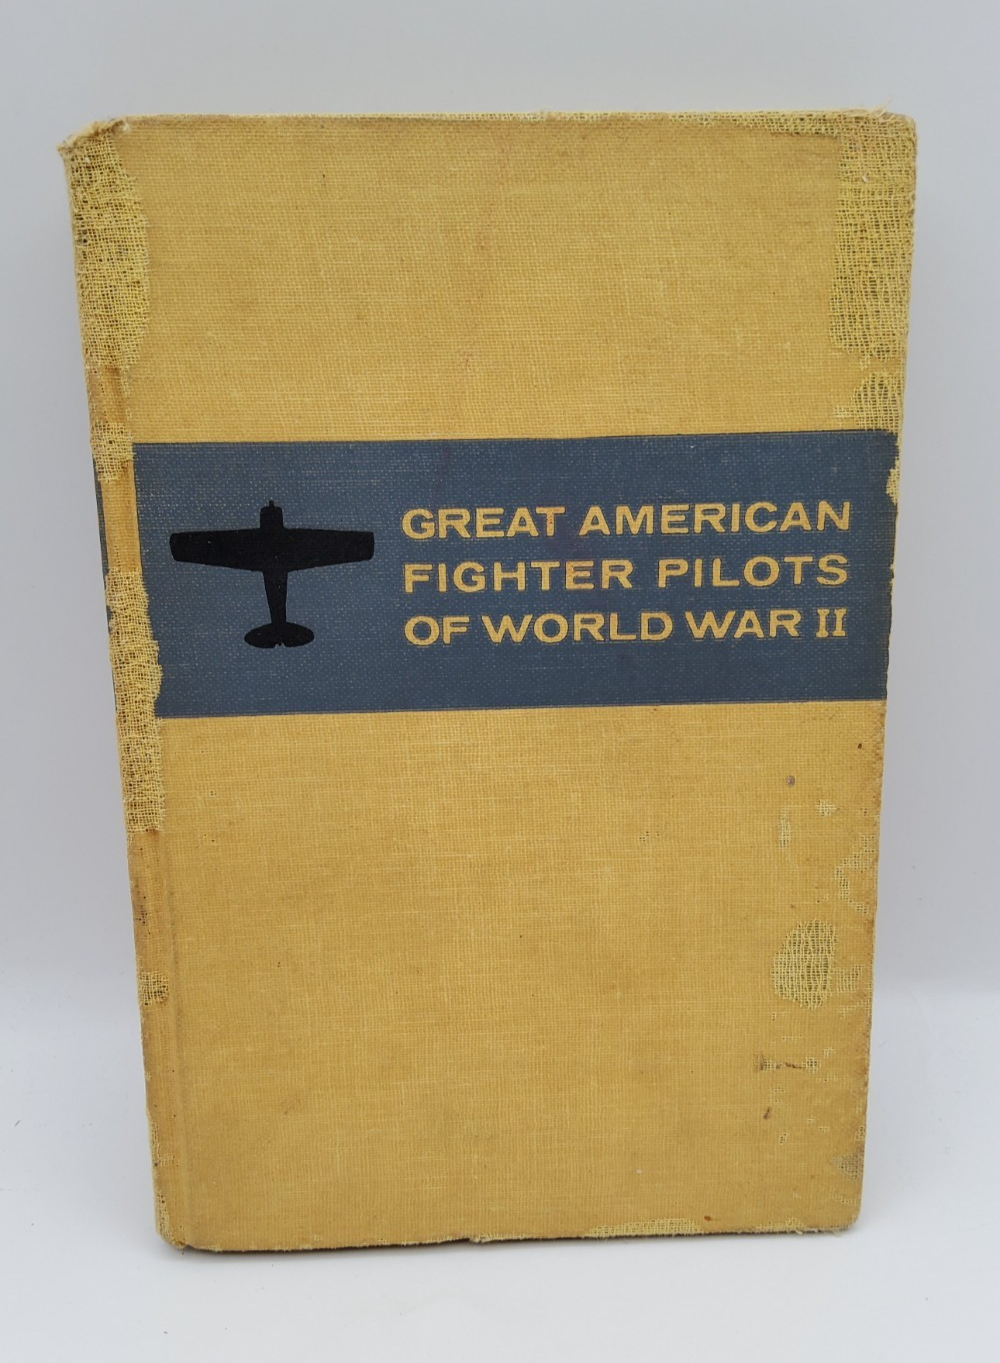 GREAT AMERICAN
FIGHTER PILOTS
OF WORLD WAR II